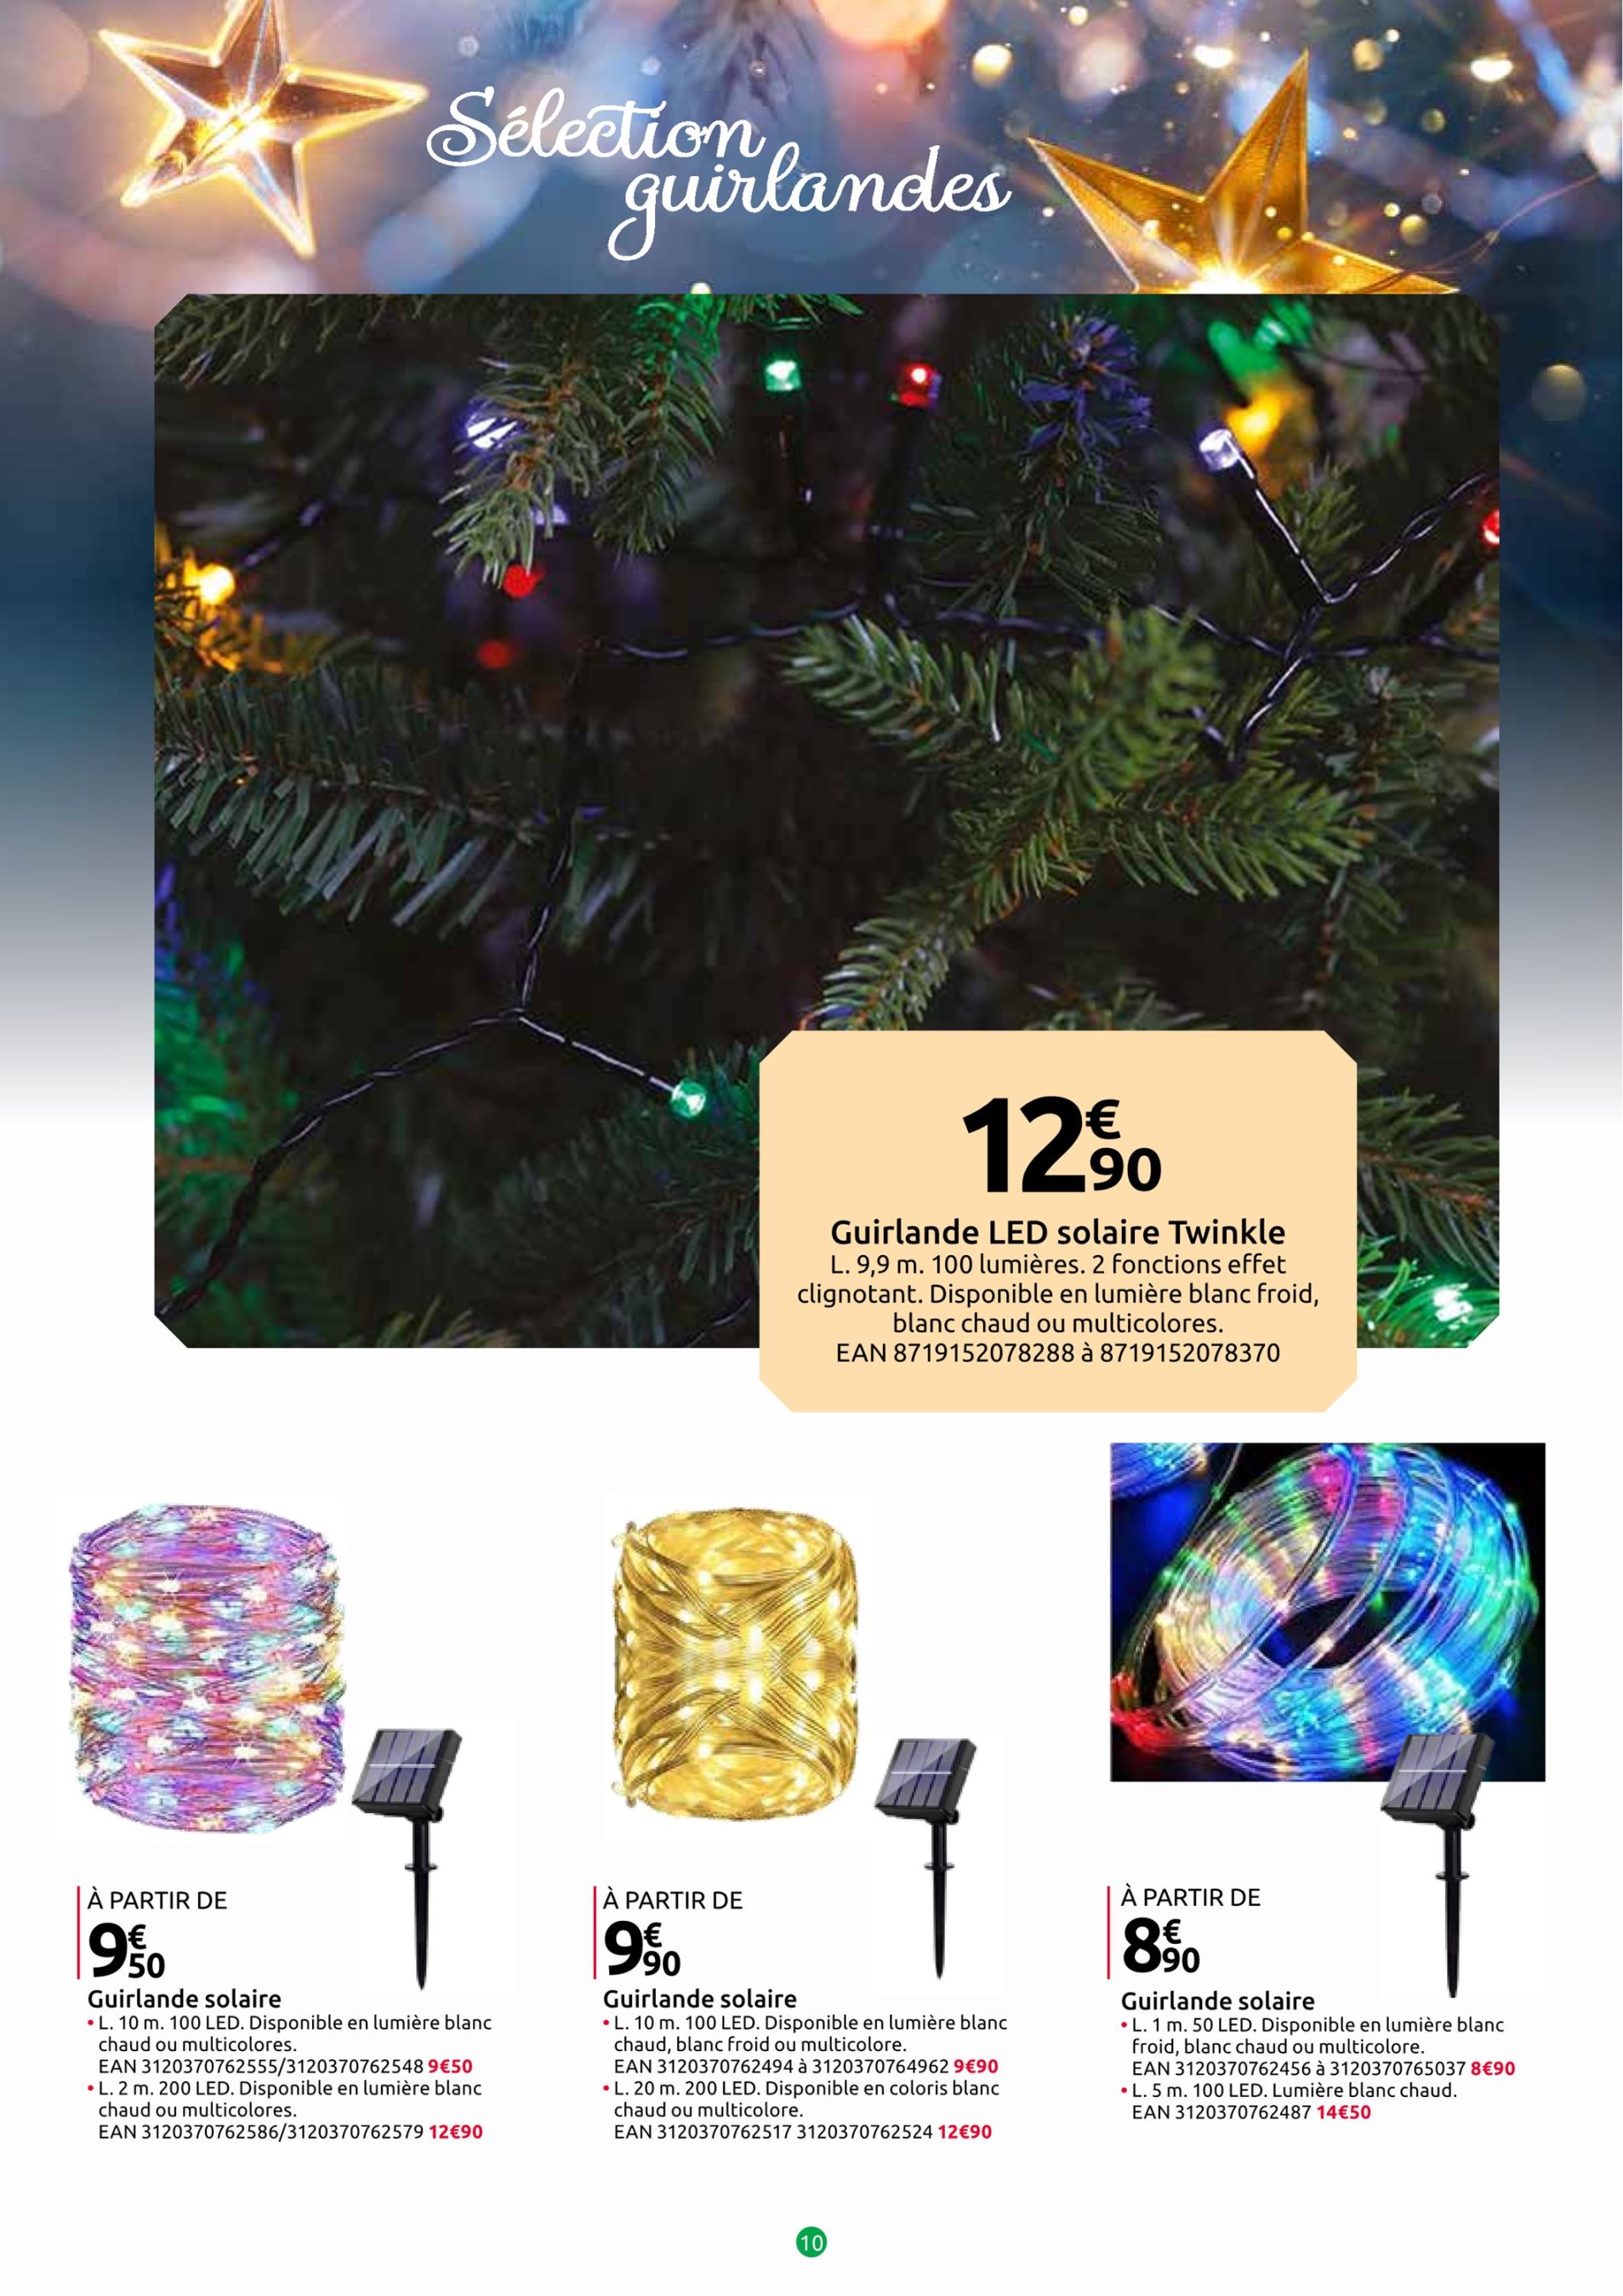 Sélection
guirlandes
12€90
Guirlande LED solaire Twinkle
L. 9,9 m. 100 lumières. 2 fonctions effet
clignotant. Disponible en lumière blanc froid,
blanc chaud ou multicolores.
EAN 8719152078288 à 8719152078370
À PARTIR DE
9€50
Guirlande solaire
• L. 10 m. 100 LED. Disponible en lumière blanc
chaud ou multicolores.
EAN 3120370762555/3120370762548 9€50
• L. 2 m. 200 LED. Disponible en lumière blanc
chaud ou multicolores.
EAN 3120370762586/3120370762579 12€90
À PARTIR DE
9€90
Guirlande solaire
• L. 10 m. 100 LED. Disponible en lumière blanc
chaud, blanc froid ou multicolore.
EAN 3120370762494 à 3120370764962 9€90
• L. 20 m. 200 LED. Disponible en coloris blanc
chaud ou multicolore.
EAN 3120370762517 3120370762524 12€90
À PARTIR DE
8€90
Guirlande solaire
• L. 1 m. 50 LED. Disponible en lumière blanc
froid, blanc chaud ou multicolore.
EAN 3120370762456 à 3120370765037 8€90
• L. 5 m. 100 LED. Lumière blanc chaud.
EAN 3120370762487 14€50
10